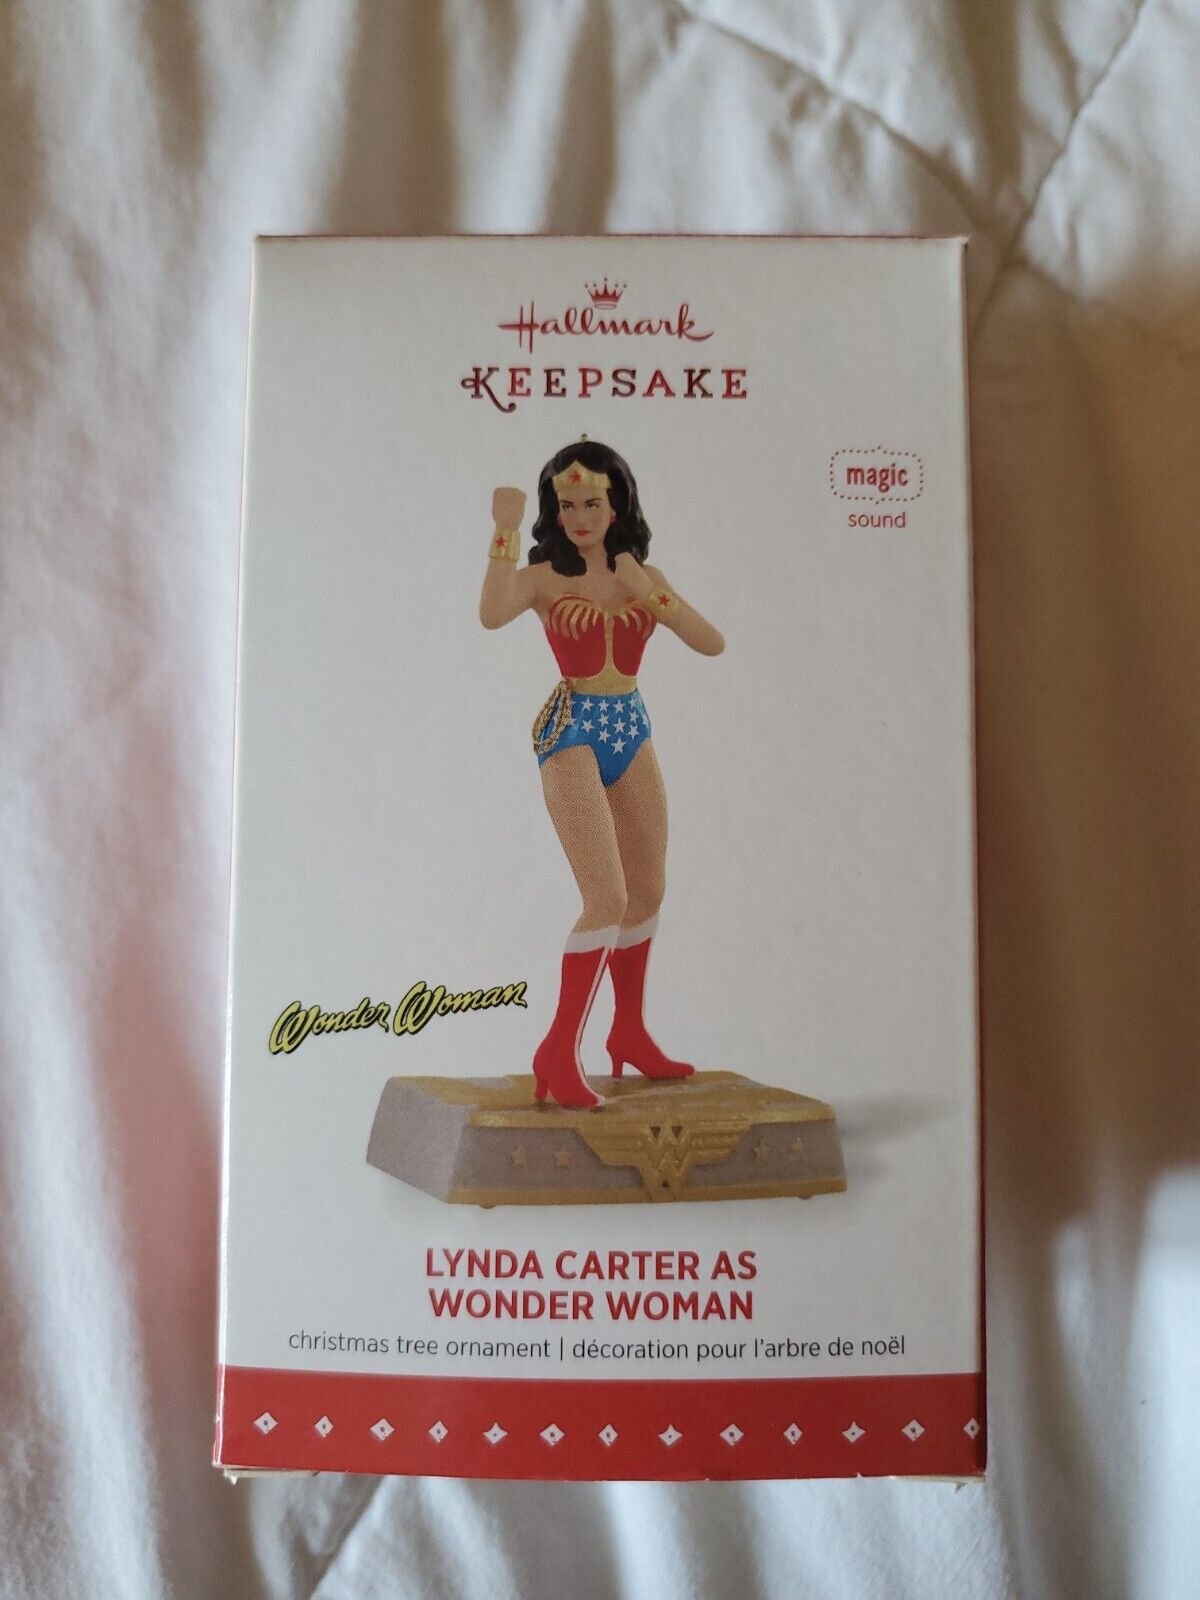 Hallmark
KEEPSAKE
magic
sound
Wonder Woman
W
LYNDA CARTER AS
WONDER WOMAN
christmas tree ornament | décoration pour l'arbre de noël